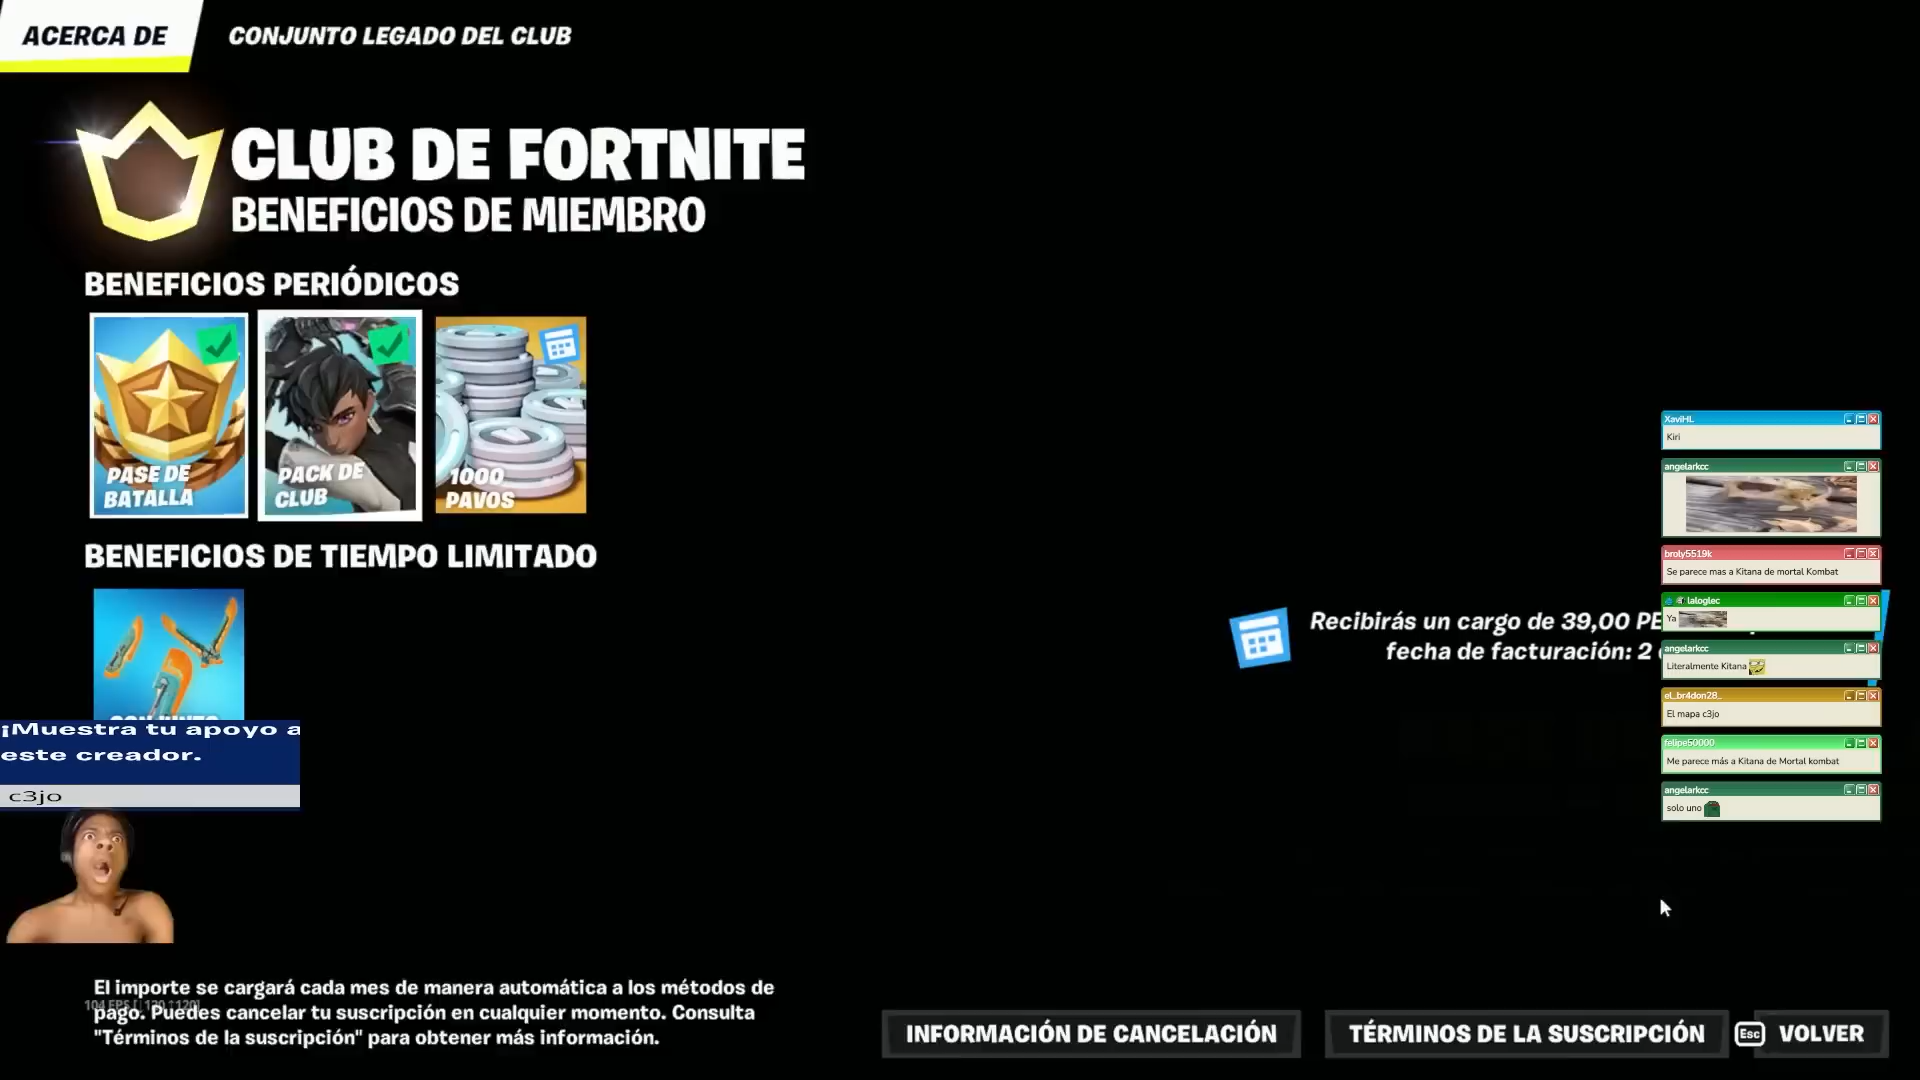 ACERCA DE
CONJUNTO LEGADO DEL CLUB
CLUB DE FORTNITE
BENEFICIOS DE MIEMBRO
BENEFICIOS PERIÓDICOS
PASE DE
BATALLA
PACK DE
CLUB
1000
PAVOS
BENEFICIOS DE TIEMPO LIMITADO
CONJUNTO
¡Muestra tu apoyo a
este creador.
c3jo
Recibirás un cargo de 39,00
fecha de facturación: 2
XaviHL
Kiri
angelarkcc
broly5519k
Se parece mas a Kitana de mortal Kombat
laloglec
Ya
angelarkcc
Literalmente Kitana
el_br4don28_
El mapa c3jo
felipe50000
Me parece más a Kitana de Mortal kombat
angelarkcc
solo uno
El importe se cargará cada mes de manera automática a los métodos de
pago. Puedes cancelar tu suscripción en cualquier momento. Consulta
"Términos de la suscripción" para obtener más información.
INFORMACIÓN DE CANCELACIÓN
TÉRMINOS DE LA SUSCRIPCIÓN
Esc VOLVER